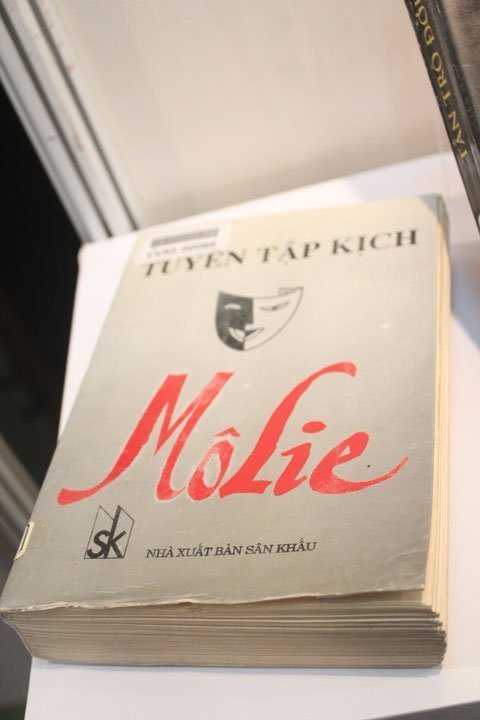 TUYỂN TẬP KỊCH
MôLie
sk
NHÀ XUẤT BẢN SÂN KHẤU